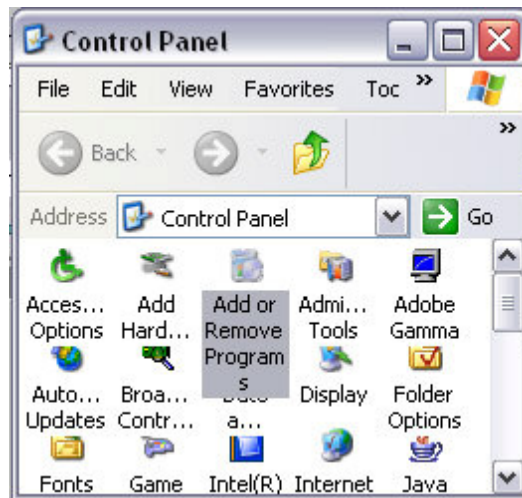 Control Panel
File Edit View Favorites Toc »
Back »
Address Control Panel Go
Acces... Add Add or Admi... Adobe
Options Hard... Remove Tools Gamma
Program
s
Auto... Broa... Display Folder
Updates Contr... a... Options
Fonts Game Intel(R) Internet Java